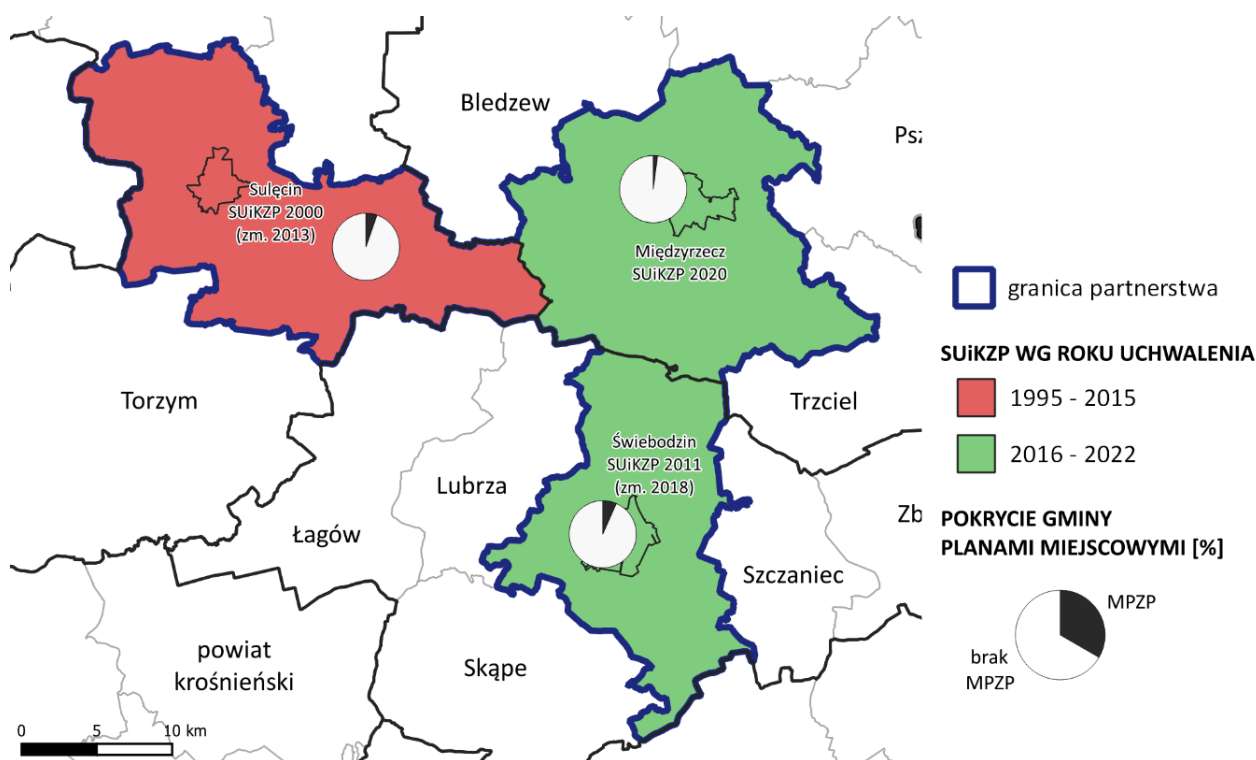 Bledzew
Psz
Sulęcin
SUiKZP 2000
(zm. 2013)
Międzyrzecz
SUiKZP 2020
Torzym
Trzciel
Świebodzin
SUiKZP 2011
(zm. 2018)
Lubrza
Łagów
Zb
Szczaniec
powiat
krośnieński
Skąpe
0 5 10 km
granica partnerstwa
SUiKZP WG ROKU UCHWALENIA
1995 - 2015
2016 - 2022
POKRYCIE GMINY
PLANAMI MIEJSCOWYMI [%]
MPZP
brak
MPZP